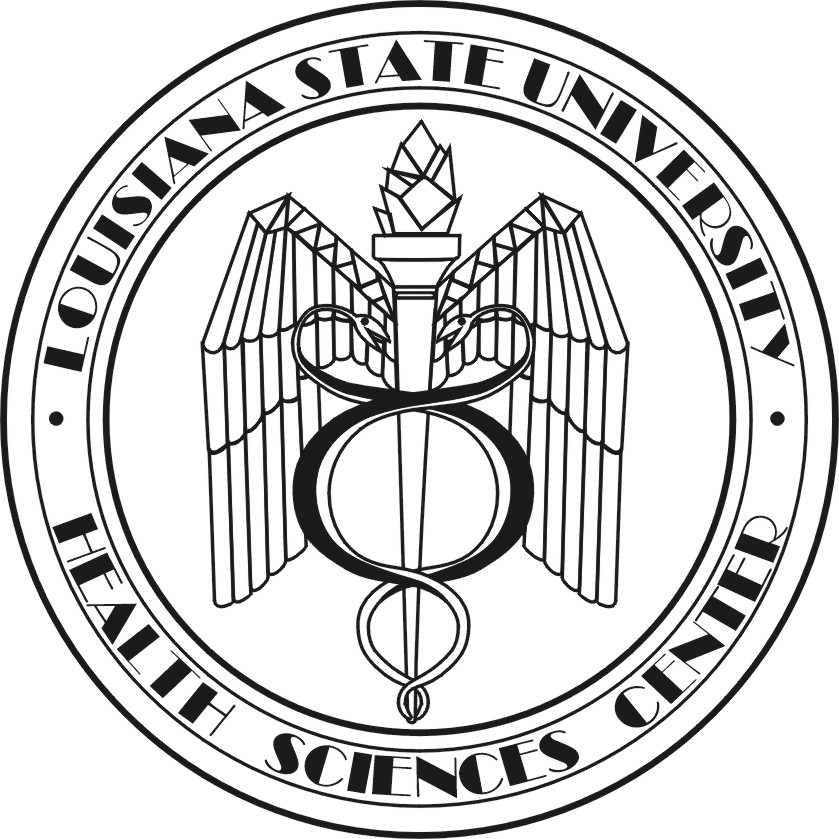 LOUISIANA STATE UNIVERSITY
HEALTH SCIENCES CENTER